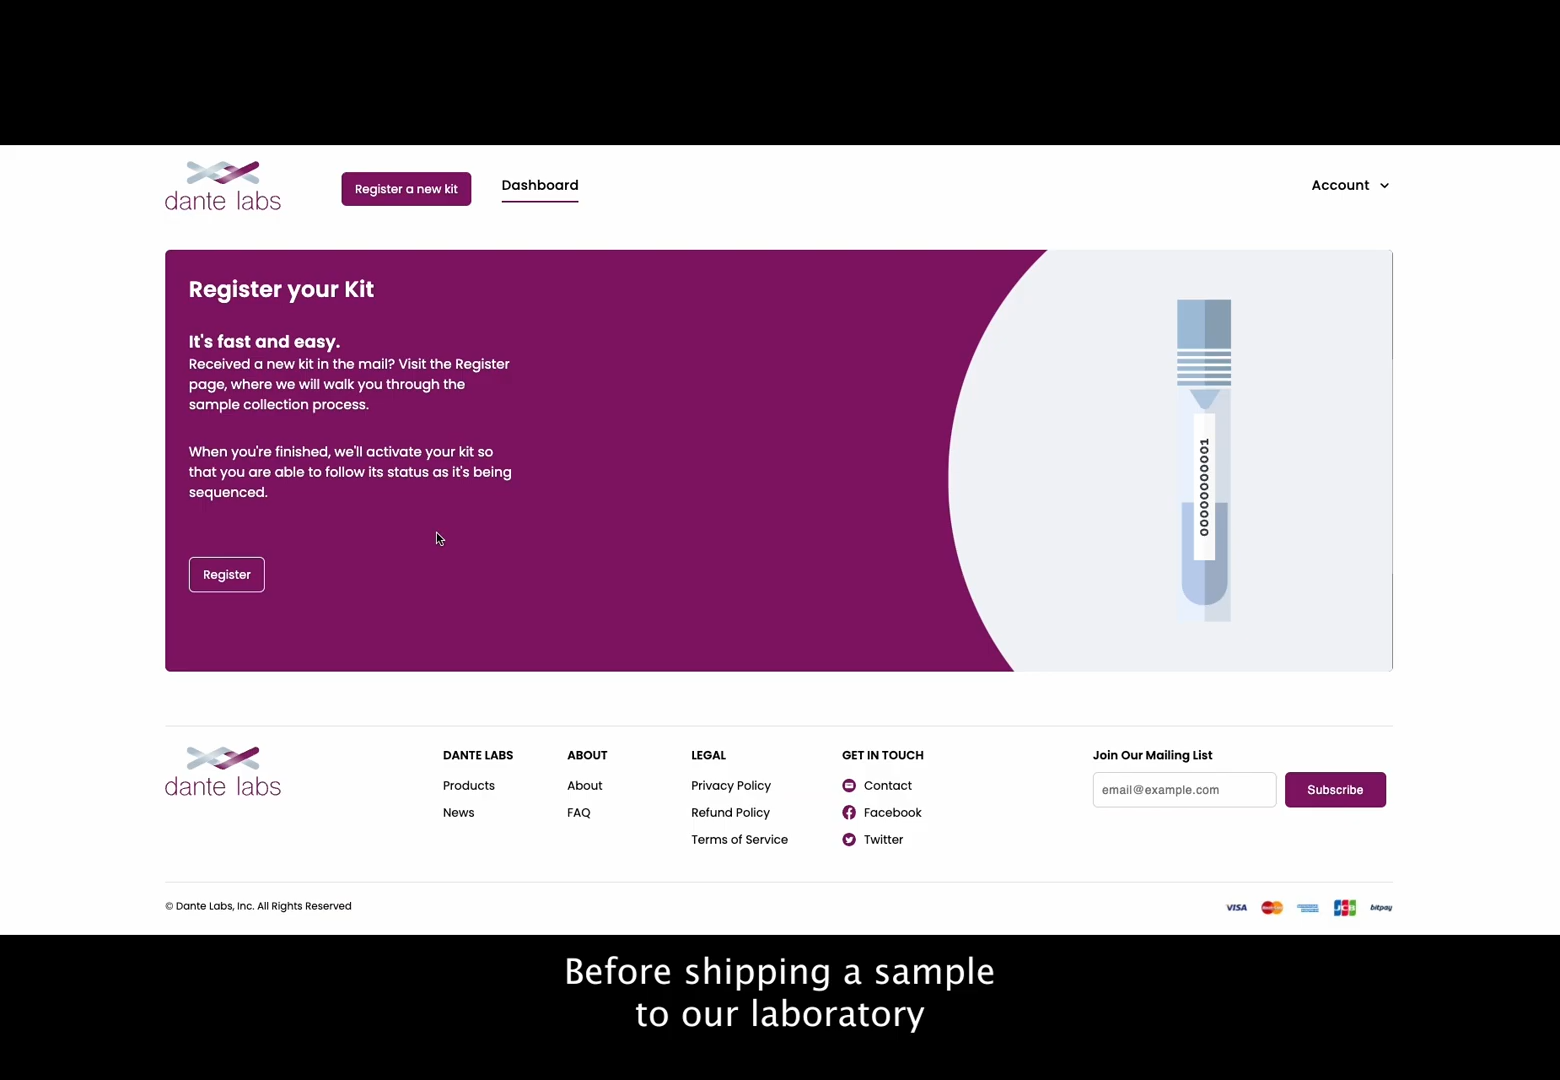 dante labs
Register a new kit
Dashboard
Account
Register your Kit
It's fast and easy.
Received a new kit in the mail? Visit the Register
page, where we will walk you through the
sample collection process.
When you're finished, we'll activate your kit so
that you are able to follow its status as it's being
sequenced.
Register
00000000001
dante labs
DANTE LABS
Products
News
ABOUT
About
FAQ
LEGAL
Privacy Policy
Refund Policy
Terms of Service
GET IN TOUCH
Contact
Facebook
Twitter
Join Our Mailing List
email@example.com
Subscribe
© Dante Labs, Inc. All Rights Reserved
VISA
JCB
bitpay
Before shipping a sample
to our laboratory